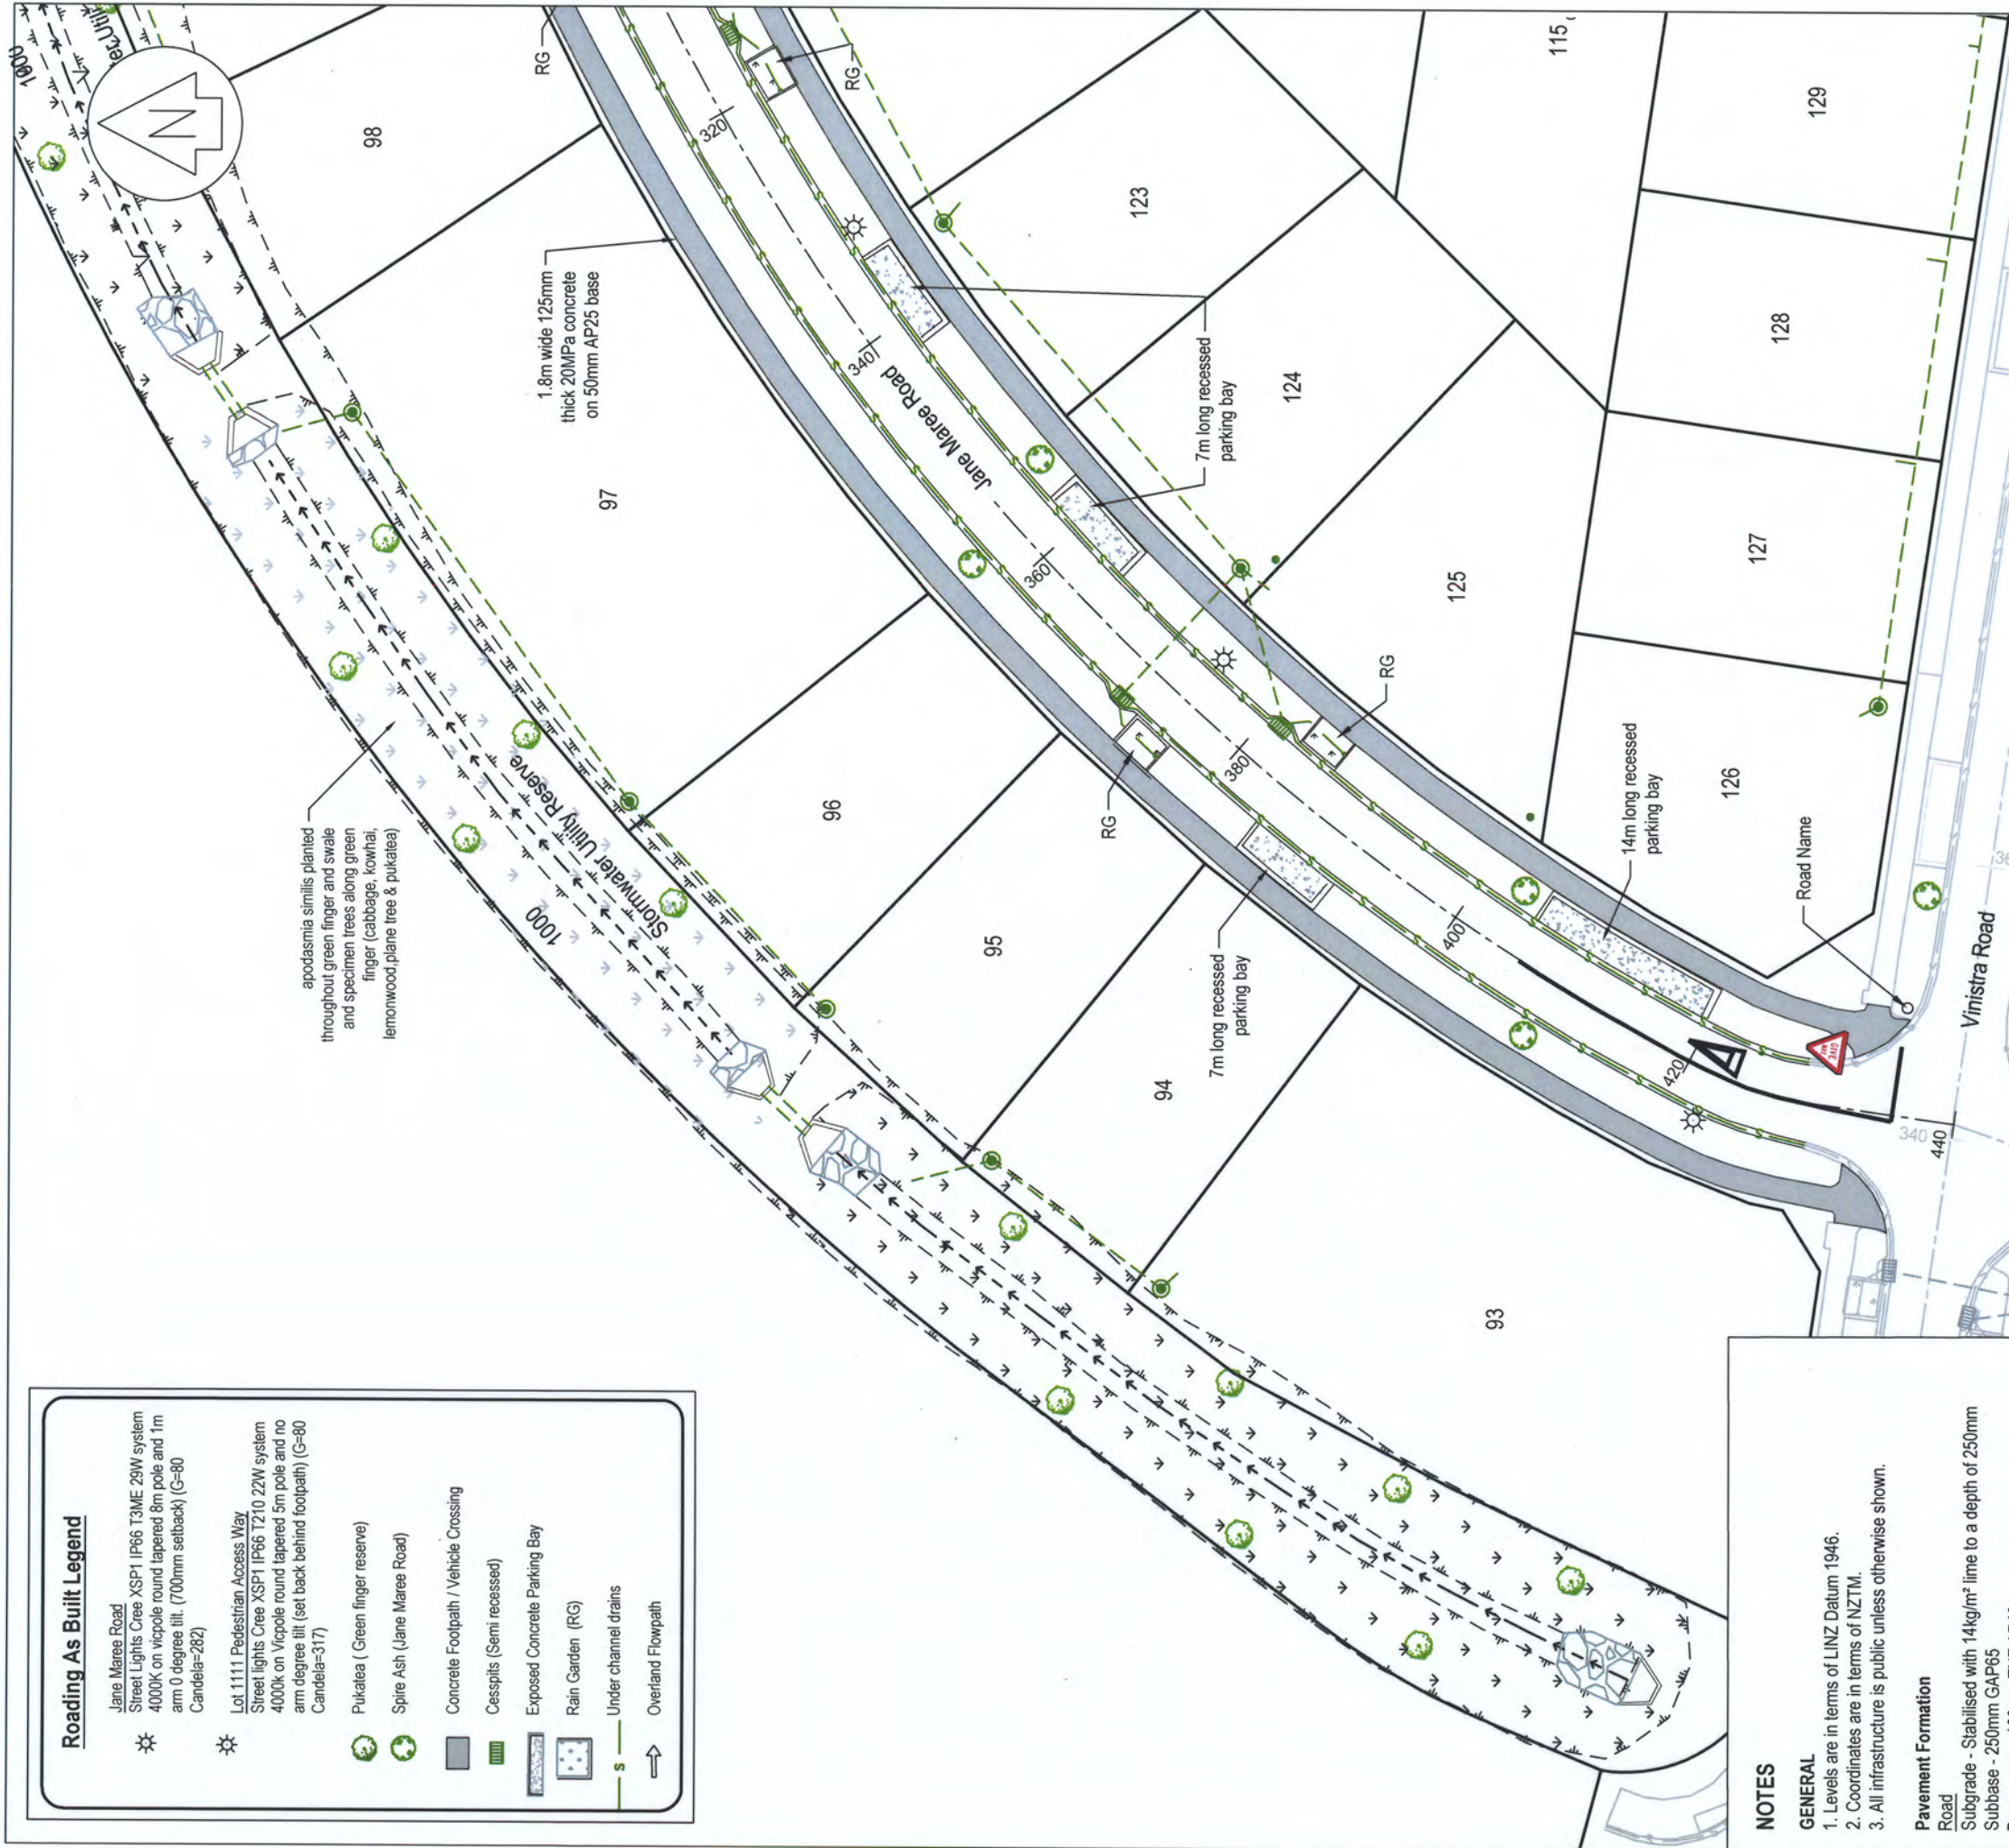 Roading As Built Legend
Jane Maree Road
Street Lights Cree XSP1 IP66 T3ME 29W system
4000K on vicpole round tapered 8m pole and 1m
arm 0 degree tilt. (700mm setback) (G=80
Candela=282)
Lot 1111 Pedestrian Access Way
Street lights Cree XSP1 IP66 T210 22W system
4000K on Vicpole round tapered 5m pole and no
arm degree tilt (set back behind footpath) (G=80
Candela=317)
Pukatea ( Green finger reserve)
Spire Ash (Jane Maree Road)
Concrete Footpath / Vehicle Crossing
Cesspits (Semi recessed)
Exposed Concrete Parking Bay
Rain Garden (RG)
S
Under channel drains
Overland Flowpath
NOTES
GENERAL
1. Levels are in terms of LINZ Datum 1946.
2. Coordinates are in terms of NZTM.
3. All infrastructure is public unless otherwise shown.
Pavement Formation
Road
Subgrade - Stabilised with 14kg/m² lime to a depth of 250mm
Subbase - 250mm GAP65
apodasmia similis planted
throughout green finger and swale
and specimen trees along green
finger (cabbage, kowhai,
lemonwood,plane tree & pukatea)
1000
Stormwater Utility Reserve
N
98
97
96
95
94
93
RG
RG
1.8m wide 125mm
thick 20MPa concrete
on 50mm AP25 base
320
340
Jane Maree Road
360
380
400
420
340
440
7m long recessed
parking bay
RG
RG
7m long recessed
parking bay
14m long recessed
parking bay
Road Name
GIVE
WAY
Vinistra Road
115
123
124
125
126
127
128
129